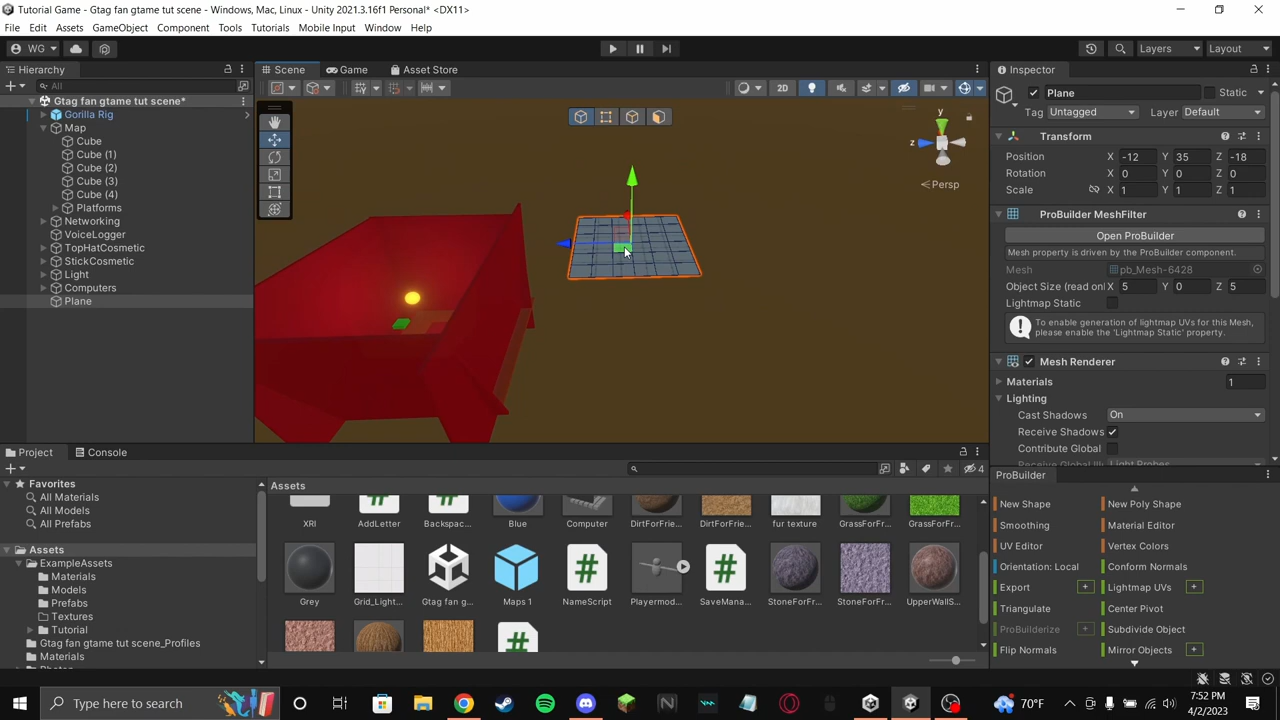 Tutorial Game - Gtag fan gtame tut scene - Windows, Mac, Linux - Unity 2021.3.16f1 Personal* <DX11>
File Edit Assets GameObject Component Tools Tutorials Mobile Input Window Help
WG Layers Layout
Hierarchy Scene Game Asset Store Inspector
All 2D Plane Static
Gtag fan gtame tut scene* Tag Untagged Layer Default
Gorilla Rig
Map Transform
Cube Position X -12 Y 35 Z -18
Cube (1) Rotation X 0 Y 0 Z 0
Cube (2) Scale X 1 Y 1 Z 1
Cube (3) y z Persp
Cube (4) ProBuilder MeshFilter
Platforms Open ProBuilder
Networking Mesh property is driven by the ProBuilder component.
VoiceLogger Mesh pb_Mesh-6428
TopHatCosmetic Object Size (read onl X 5 Y 0 Z 5
StickCosmetic Lightmap Static
Light To enable generation of lightmap UVs for this Mesh,
Computers please enable the 'Lightmap Static' property.
Plane Mesh Renderer
Materials 1
Lighting
Cast Shadows On
Receive Shadows
Contribute Global
Project Console
4
ProBuilder
Favorites Assets
All Materials
All Models
All Prefabs
XRI AddLetter Backspac... Blue Computer DirtForFrie... DirtForFrie... fur texture GrassForFr... GrassForFr...
Assets
ExampleAssets
Materials
Models
Prefabs
Textures
Tutorial
Gtag fan gtame tut scene_Profiles
Materials
Grey Grid_Light... Gtag fan g... Maps 1 NameScript Playermod... SaveMana... StoneForFr... StoneForFr... UpperWallS...
New Shape New Poly Shape
Smoothing Material Editor
UV Editor Vertex Colors
Orientation: Local Conform Normals
Export + Lightmap UVs +
Triangulate Center Pivot
ProBuilderize + Subdivide Object
Flip Normals Mirror Objects +
Type here to search 70°F 7:52 PM
4/2/2023